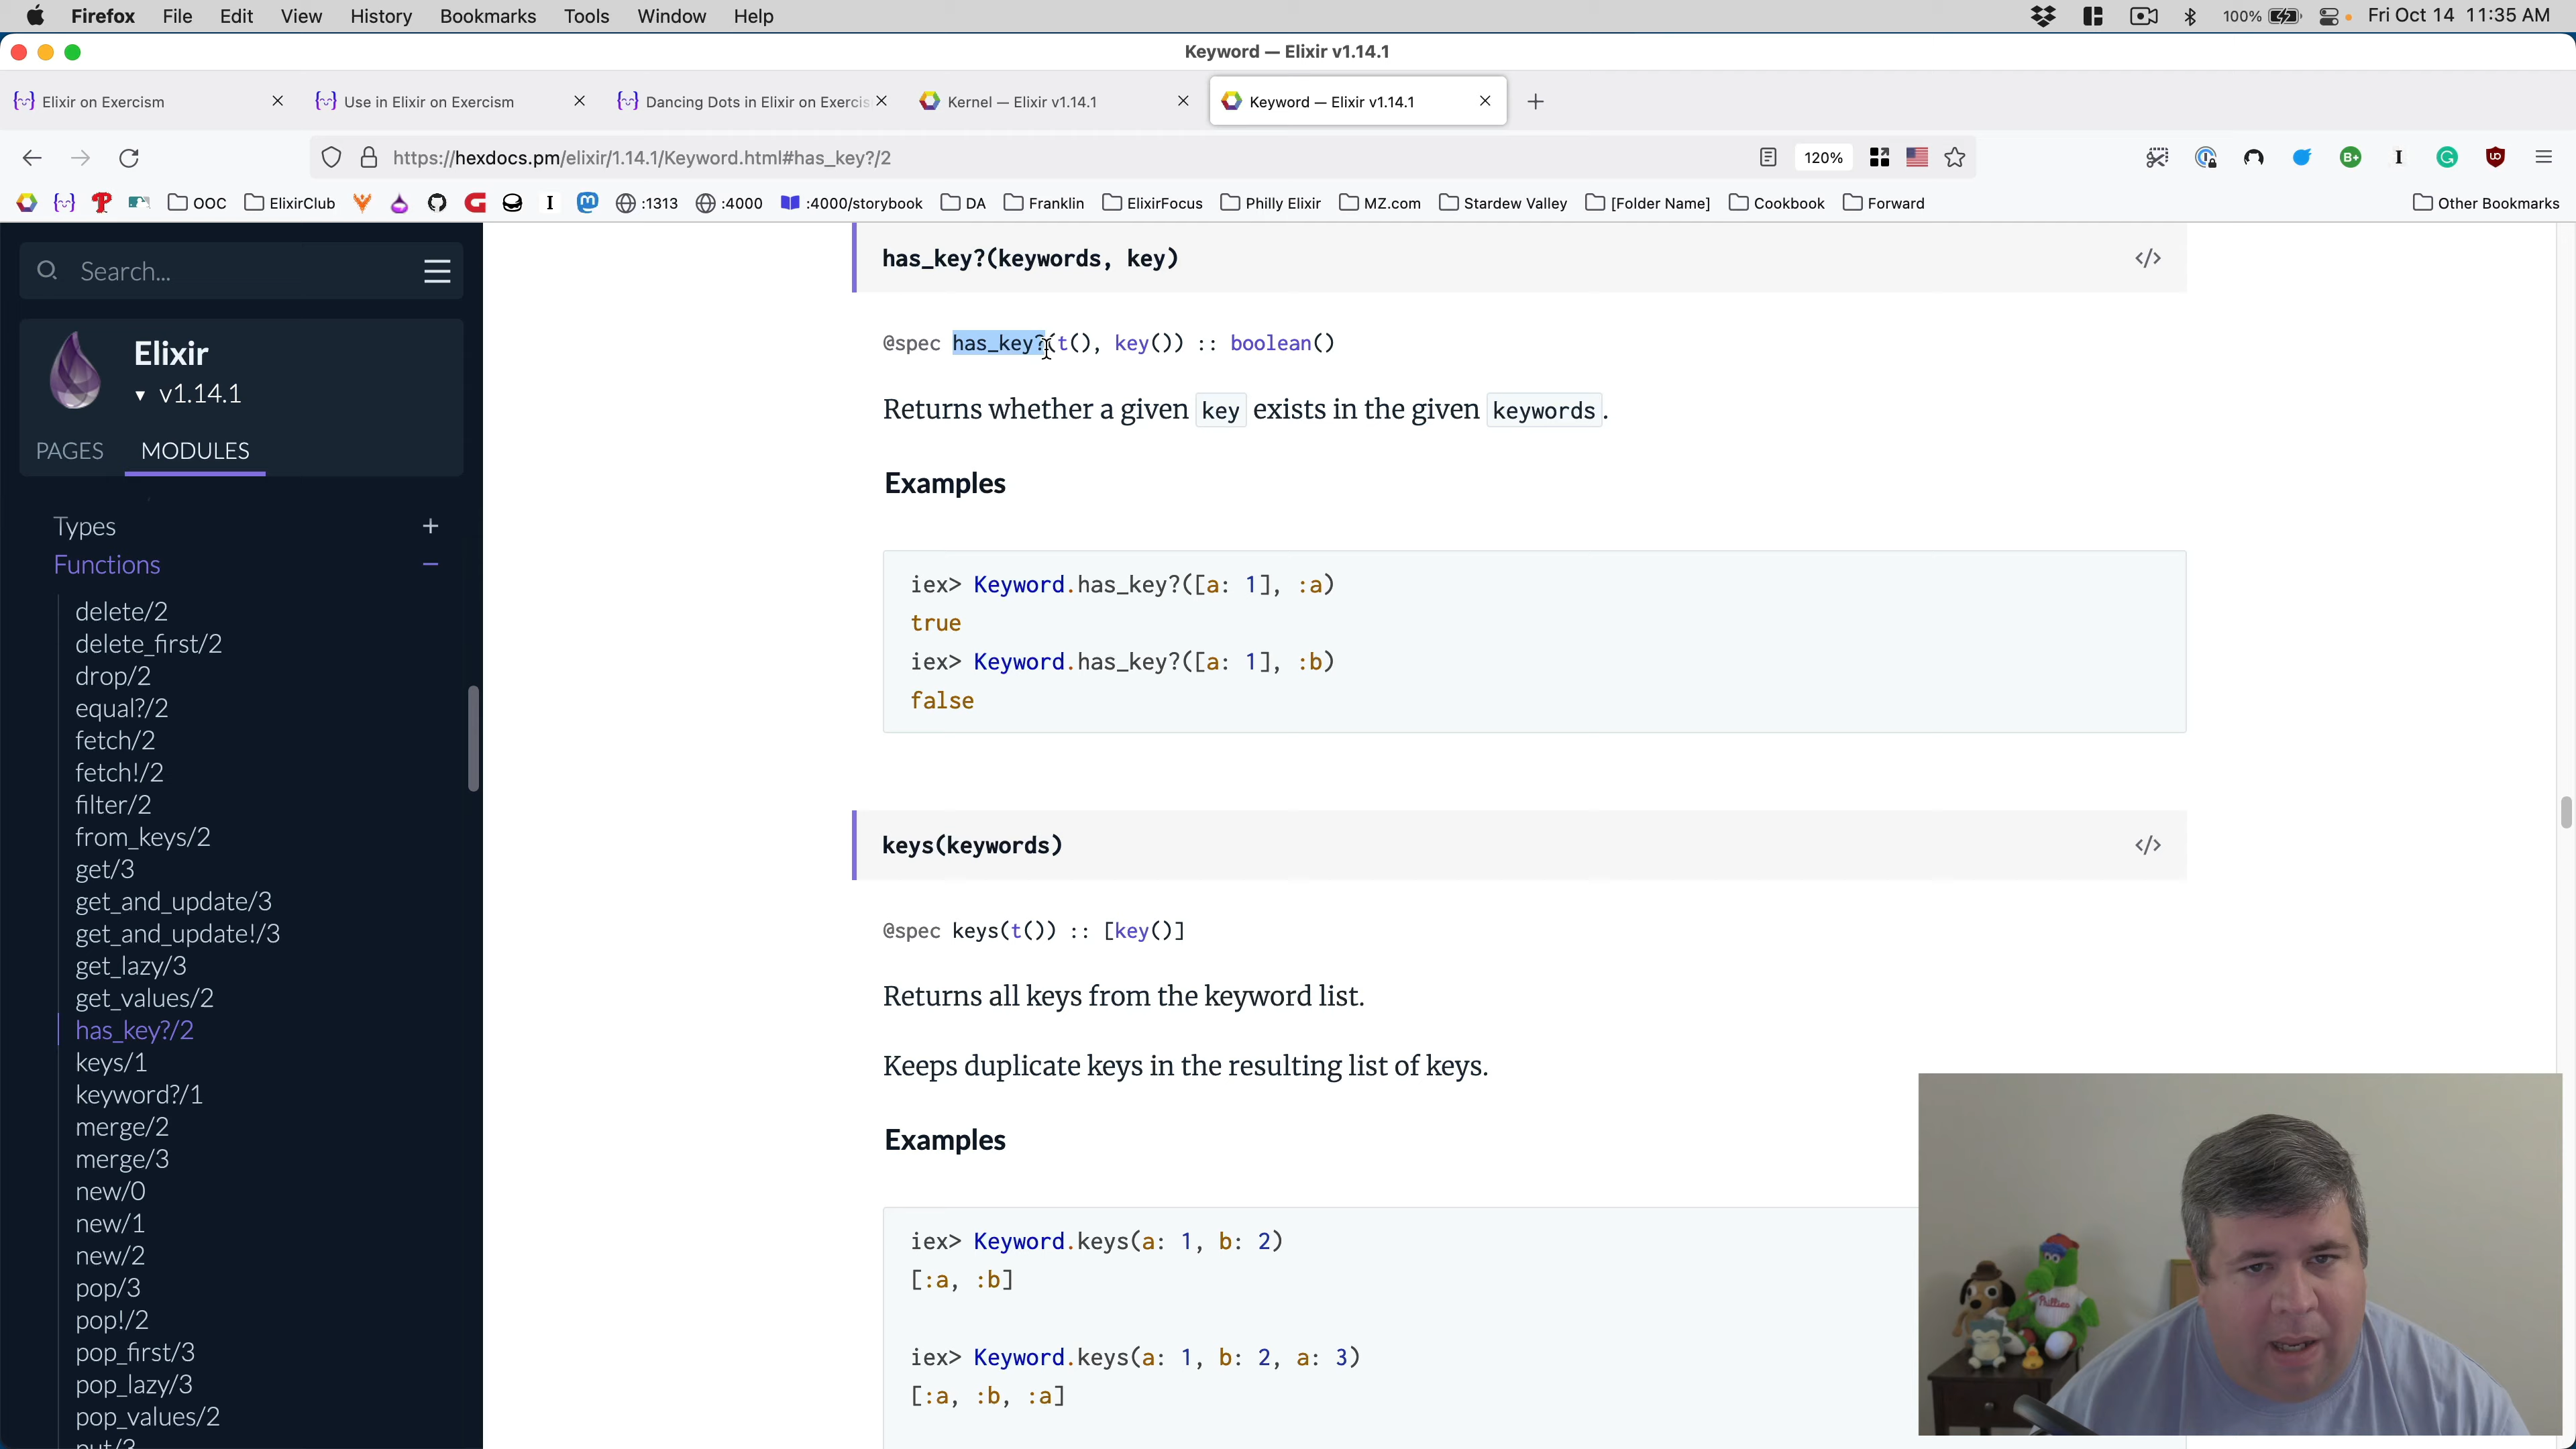 Firefox File Edit View History Bookmarks Tools Window Help 100% Fri Oct 14 11:35 AM
Keyword — Elixir v1.14.1
Elixir on Exercism Use in Elixir on Exercism Dancing Dots in Elixir on Exercis Kernel — Elixir v1.14.1 Keyword — Elixir v1.14.1
https://hexdocs.pm/elixir/1.14.1/Keyword.html#has_key?/2 120%
OOC ElixirClub :1313 :4000 :4000/storybook DA Franklin ElixirFocus Philly Elixir MZ.com Stardew Valley [Folder Name] Cookbook Forward Other Bookmarks
Search...
Elixir
v1.14.1
PAGES MODULES
Types +
Functions −
delete/2
delete_first/2
drop/2
equal?/2
fetch/2
fetch!/2
filter/2
from_keys/2
get/3
get_and_update/3
get_and_update!/3
get_lazy/3
get_values/2
has_key?/2
keys/1
keyword?/1
merge/2
merge/3
new/0
new/1
new/2
pop/3
pop!/2
pop_first/3
pop_lazy/3
pop_values/2
put/3
has_key?(keywords, key) </>
@spec has_key?(t(), key()) :: boolean()
Returns whether a given key exists in the given keywords.
Examples
iex> Keyword.has_key?([a: 1], :a)
true
iex> Keyword.has_key?([a: 1], :b)
false
keys(keywords) </>
@spec keys(t()) :: [key()]
Returns all keys from the keyword list.
Keeps duplicate keys in the resulting list of keys.
Examples
iex> Keyword.keys(a: 1, b: 2)
[:a, :b]
iex> Keyword.keys(a: 1, b: 2, a: 3)
[:a, :b, :a]
Phillies